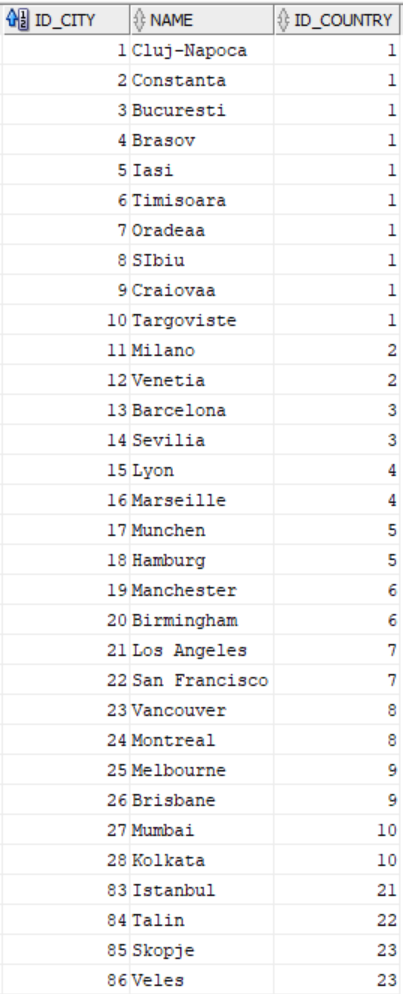 ID_CITY NAME ID_COUNTRY
1 Cluj-Napoca 1
2 Constanta 1
3 Bucuresti 1
4 Brasov 1
5 Iasi 1
6 Timisoara 1
7 Oradeaa 1
8 SIbiu 1
9 Craiovaa 1
10 Targoviste 1
11 Milano 2
12 Venetia 2
13 Barcelona 3
14 Sevilia 3
15 Lyon 4
16 Marseille 4
17 Munchen 5
18 Hamburg 5
19 Manchester 6
20 Birmingham 6
21 Los Angeles 7
22 San Francisco 7
23 Vancouver 8
24 Montreal 8
25 Melbourne 9
26 Brisbane 9
27 Mumbai 10
28 Kolkata 10
83 Istanbul 21
84 Talin 22
85 Skopje 23
86 Veles 23